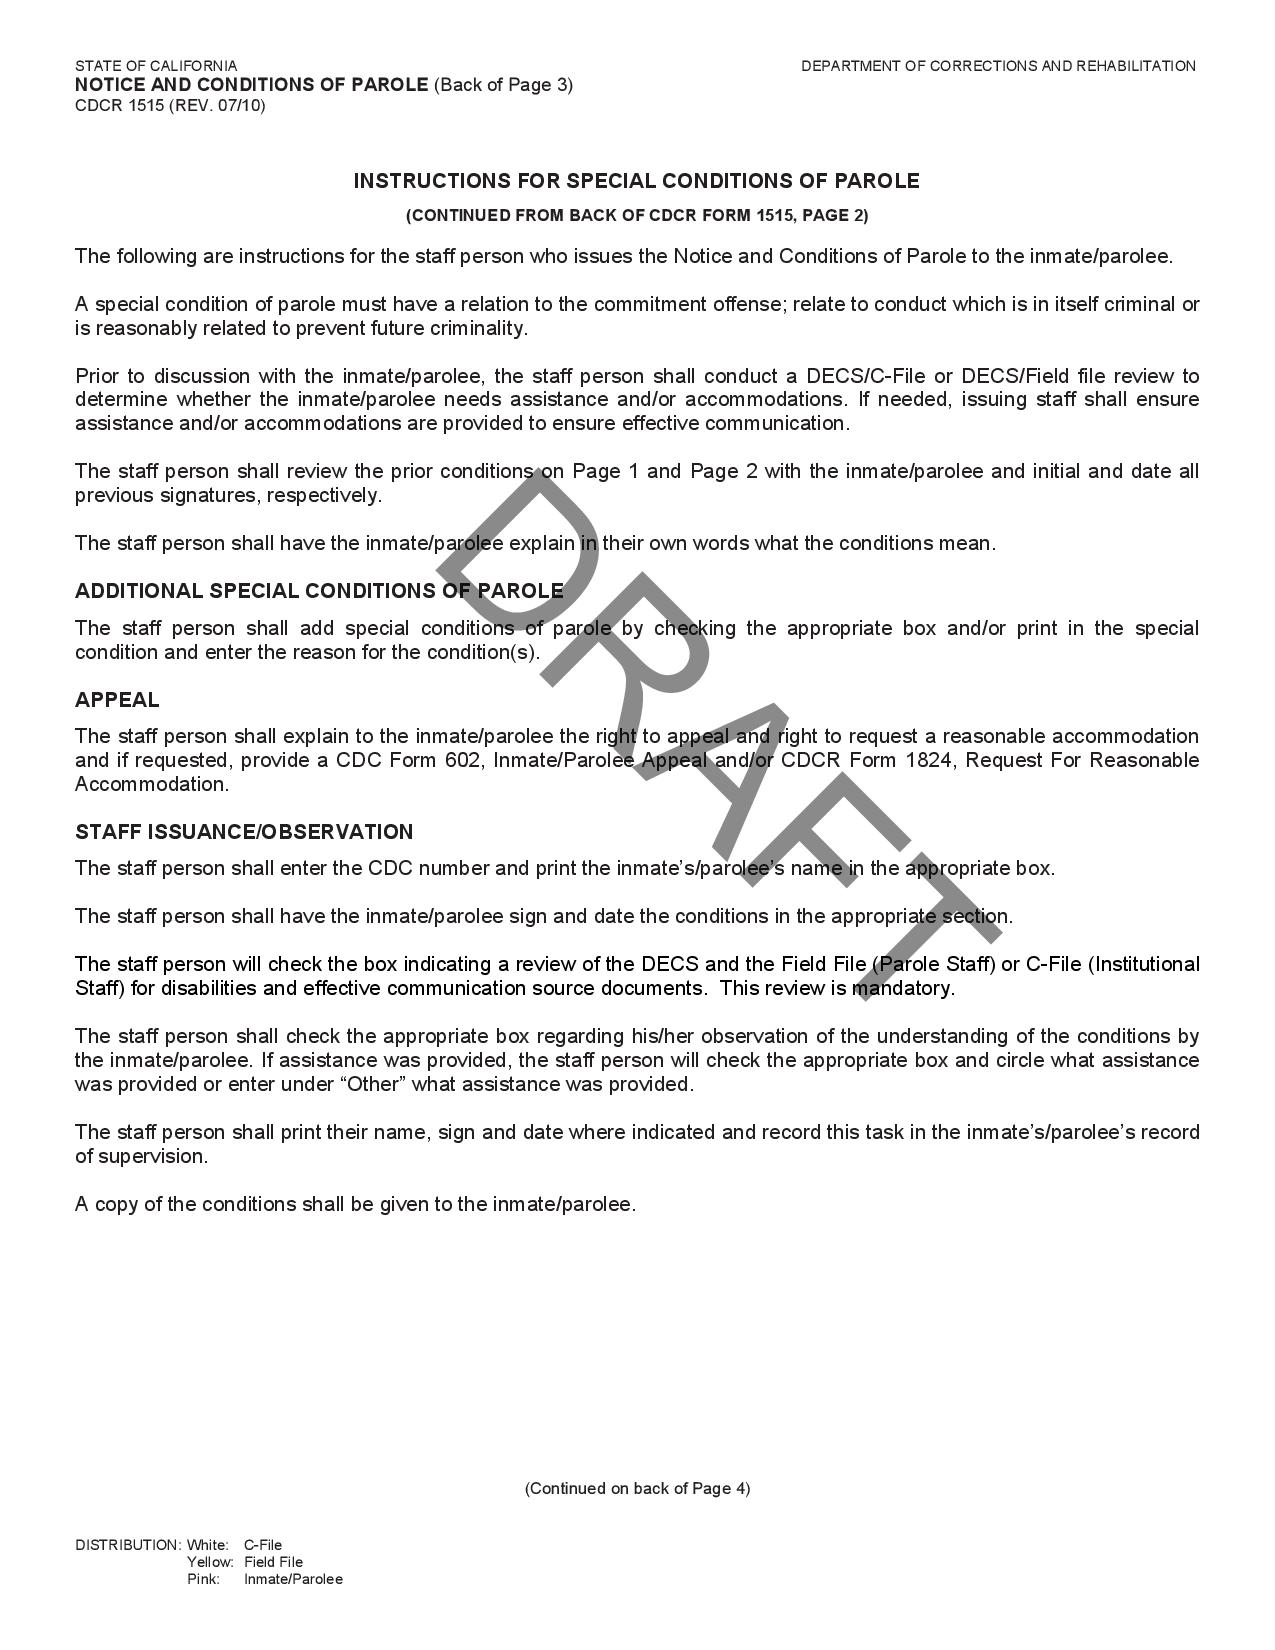 STATE OF CALIFORNIA
DEPARTMENT OF CORRECTIONS AND REHABILITATION
NOTICE AND CONDITIONS OF PAROLE (Back of Page 3)
CDCR 1515 (REV. 07/10)
INSTRUCTIONS FOR SPECIAL CONDITIONS OF PAROLE
(CONTINUED FROM BACK OF CDCR FORM 1515, PAGE 2)
The following are instructions for the staff person who issues the Notice and Conditions of Parole to the inmate/parolee.
A special condition of parole must have a relation to the commitment offense; relate to conduct which is in itself criminal or
is reasonably related to prevent future criminality.
Prior to discussion with the inmate/parolee, the staff person shall conduct a DECS/C-File or DECS/Field file review to
determine whether the inmate/parolee needs assistance and/or accommodations. If needed, issuing staff shall ensure
assistance and/or accommodations are provided to ensure effective communication.
The staff person shall review the prior conditions on Page 1 and Page 2 with the inmate/parolee and initial and date all
previous signatures, respectively.
The staff person shall have the inmate/parolee explain in their own words what the conditions mean.
ADDITIONAL SPECIAL CONDITIONS OF PAROLE
The staff person shall add special conditions of parole by checking the appropriate box and/or print in the special
condition and enter the reason for the condition(s).
APPEAL
The staff person shall explain to the inmate/parolee the right to appeal and right to request a reasonable accommodation
and if requested, provide a CDC Form 602, Inmate/Parolee Appeal and/or CDCR Form 1824, Request For Reasonable
Accommodation.
STAFF ISSUANCE/OBSERVATION
The staff person shall enter the CDC number and print the inmate's/parolee's name in the appropriate box.
The staff person shall have the inmate/parolee sign and date the conditions in the appropriate section.
The staff person will check the box indicating a review of the DECS and the Field File (Parole Staff) or C-File (Institutional
Staff) for disabilities and effective communication source documents.  This review is mandatory.
The staff person shall check the appropriate box regarding his/her observation of the understanding of the conditions by
the inmate/parolee. If assistance was provided, the staff person will check the appropriate box and circle what assistance
was provided or enter under “Other” what assistance was provided.
The staff person shall print their name, sign and date where indicated and record this task in the inmate's/parolee's record
of supervision.
A copy of the conditions shall be given to the inmate/parolee.
DRAFT
(Continued on back of Page 4)
DISTRIBUTION: White: C-File
Yellow: Field File
Pink: Inmate/Parolee